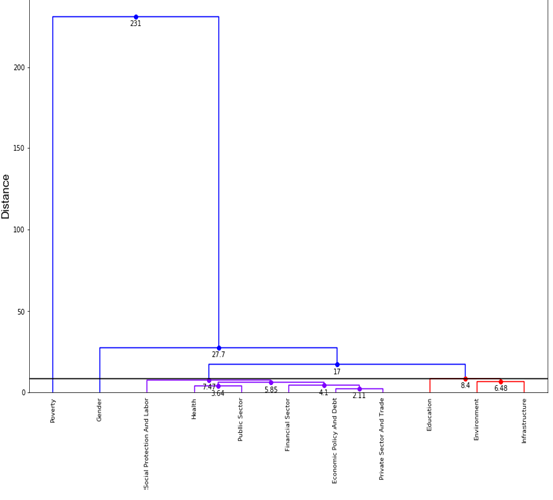 231
200
150
100
50
0
Distance
27.7
17
7.47
3.64
5.85
4.1
2.11
8.4
6.48
Poverty
Gender
!Social Protection And Labor
Health
Public Sector
Financial Sector
Economic Policy And Debt
Private Sector And Trade
Education
Environment
Infrastructure